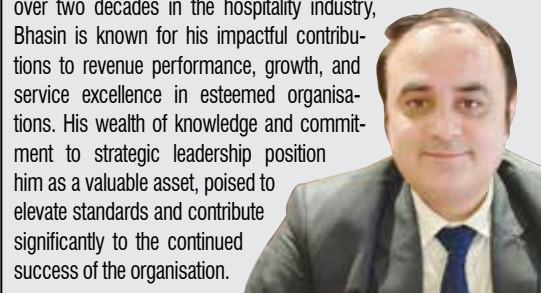 over two decades in the hospitality industry,
Bhasin is known for his impactful contribu-
tions to revenue performance, growth, and
service excellence in esteemed organisa-
tions. His wealth of knowledge and commit-
ment to strategic leadership position
him as a valuable asset, poised to
elevate standards and contribute
significantly to the continued
success of the organisation.